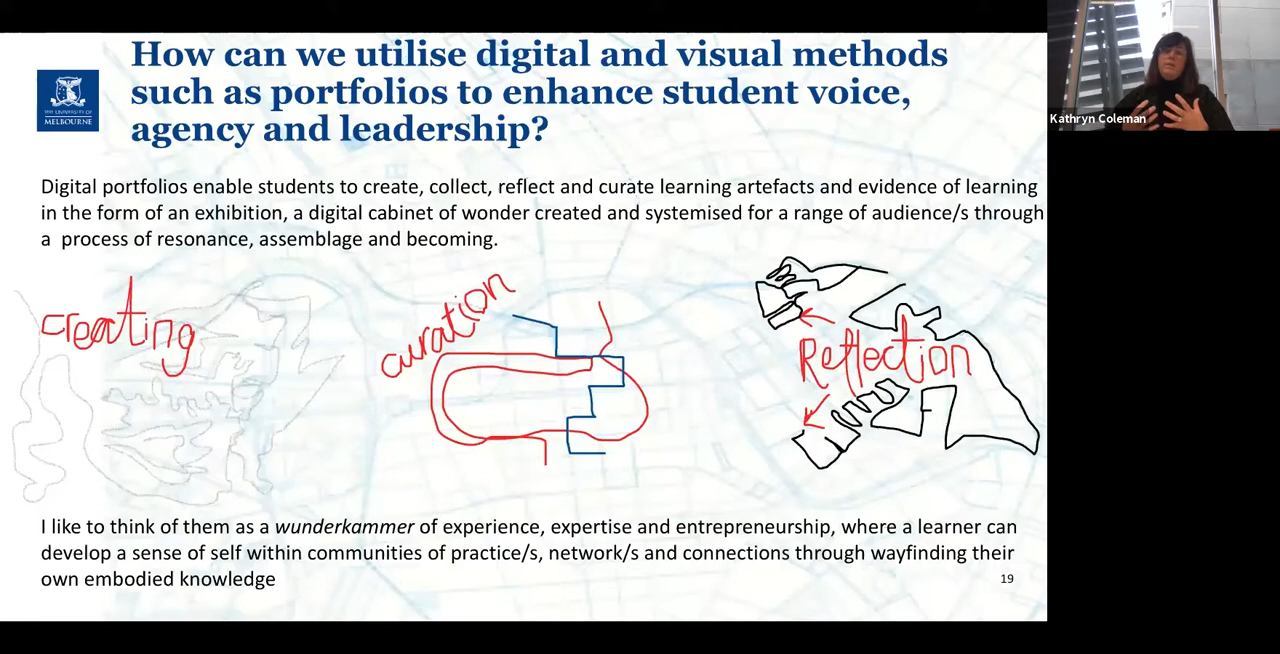 How can we utilise digital and visual methods
such as portfolios to enhance student voice,
agency and leadership?
THE UNIVERSITY OF
MELBOURNE
Kathryn Coleman
Digital portfolios enable students to create, collect, reflect and curate learning artefacts and evidence of learning
in the form of an exhibition, a digital cabinet of wonder created and systemised for a range of audience/s through
a process of resonance, assemblage and becoming.
creating
curation
Reflection
I like to think of them as a wunderkammer of experience, expertise and entrepreneurship, where a learner can
develop a sense of self within communities of practice/s, network/s and connections through wayfinding their
own embodied knowledge
19